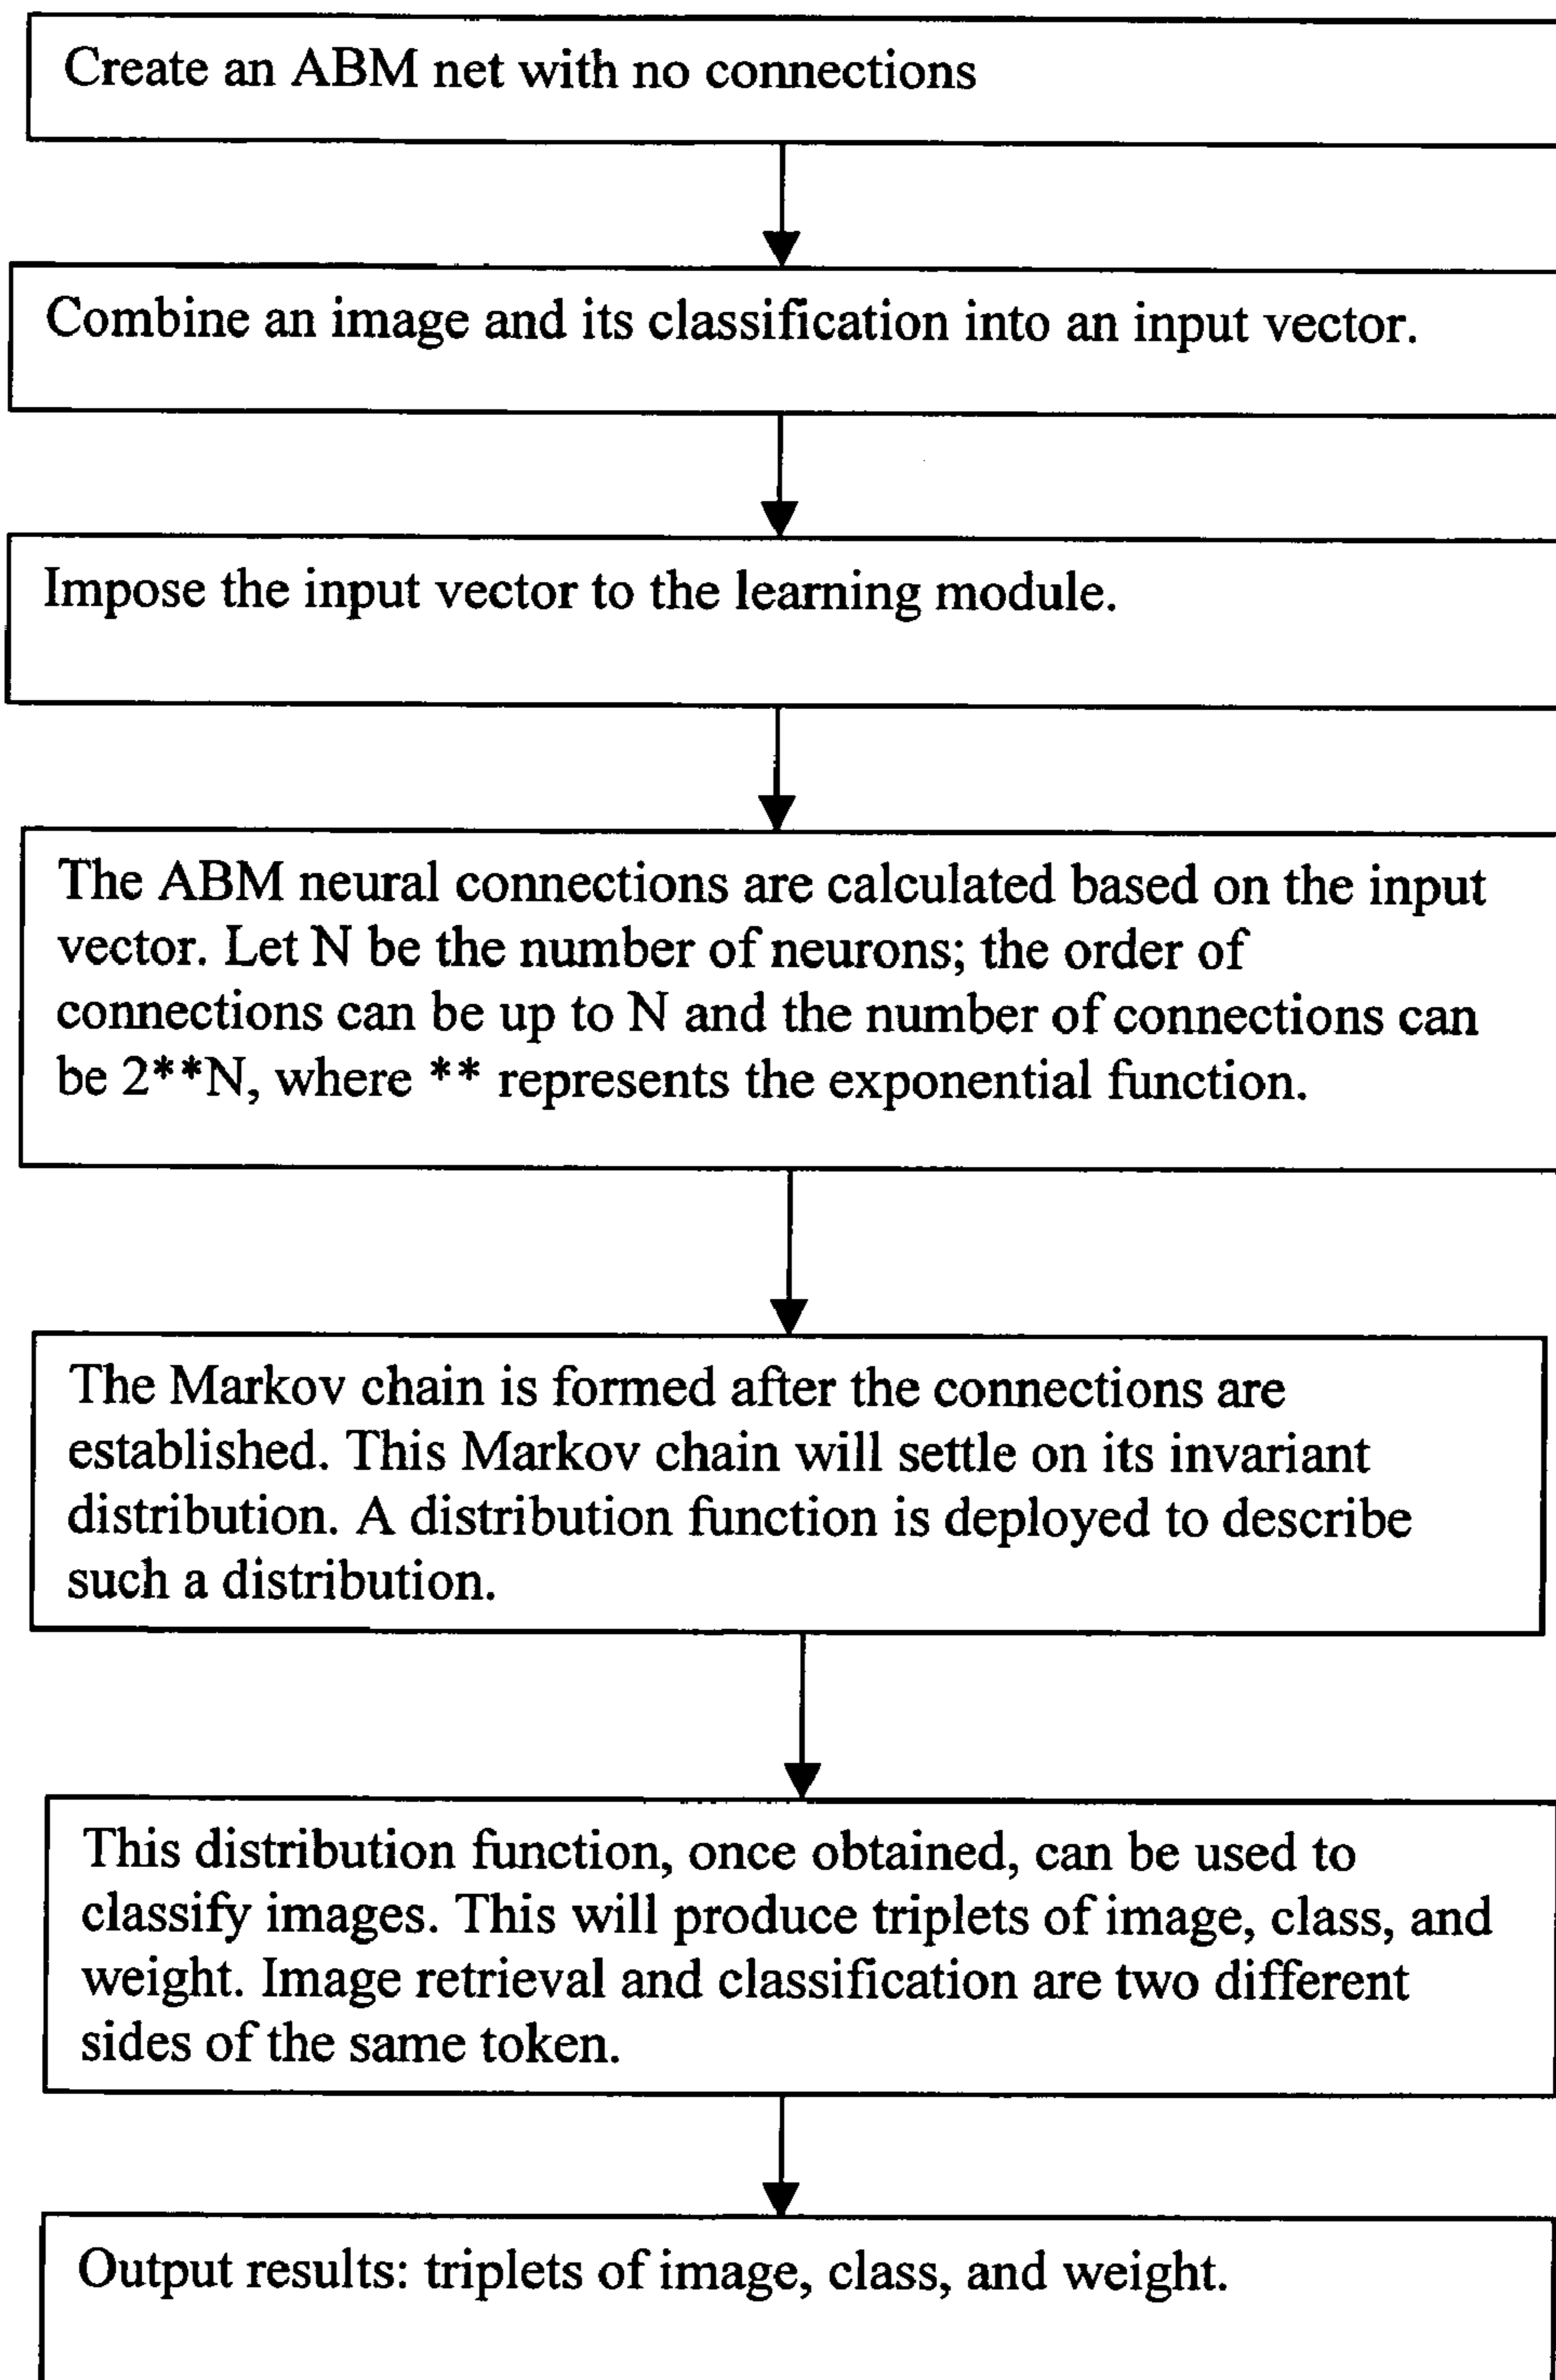 Create an ABM net with no connections
Combine an image and its classification into an input vector.
Impose the input vector to the learning module.
The ABM neural connections are calculated based on the input
vector. Let N be the number of neurons; the order of
connections can be up to N and the number of connections can
be 2**N, where ** represents the exponential function.
The Markov chain is formed after the connections are
established. This Markov chain will settle on its invariant
distribution. A distribution function is deployed to describe
such a distribution.
This distribution function, once obtained, can be used to
classify images. This will produce triplets of image, class, and
weight. Image retrieval and classification are two different
sides of the same token.
Output results: triplets of image, class, and weight.